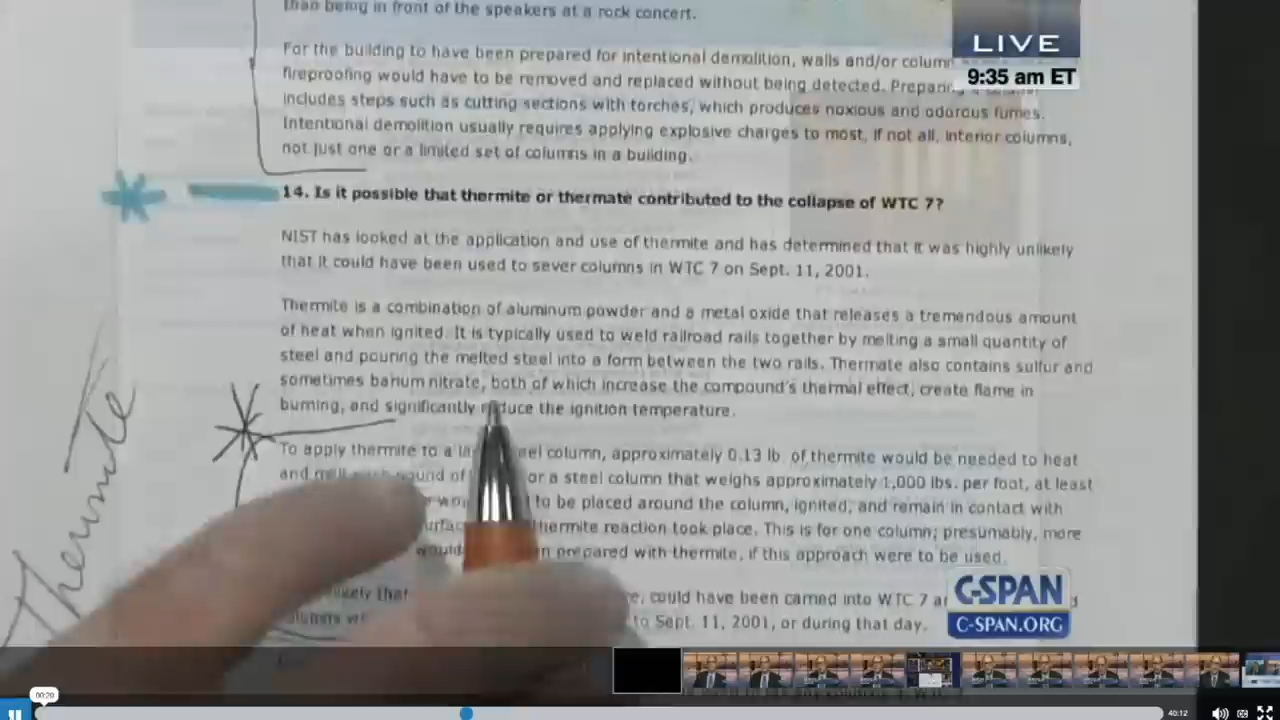 than being in front of the speakers at a rock concert.
LIVE
9:35 am ET
For the building to have been prepared for intentional demolition, walls and/or column
fireproofing would have to be removed and replaced without being detected. Preparing a
includes steps such as cutting sections with torches, which produces noxious and odorous fumes.
Intentional demolition usually requires applying explosive charges to most, if not all, interior columns,
not just one or a limited set of columns in a building.
14. Is it possible that thermite or thermate contributed to the collapse of WTC 7?
NIST has looked at the application and use of thermite and has determined that it was highly unlikely
that it could have been used to sever columns in WTC 7 on Sept. 11, 2001.
Thermite is a combination of aluminum powder and a metal oxide that releases a tremendous amount
of heat when ignited. It is typically used to weld railroad rails together by melting a small quantity of
steel and pouring the melted steel into a form between the two rails. Thermate also contains sulfur and
sometimes barium nitrate, both of which increase the compound's thermal effect, create flame in
burning, and significantly reduce the ignition temperature.
Thermite
To apply thermite to a column, approximately 0.13 lb. of thermite would be needed to heat
and melt each pound of or a steel column that weighs approximately 1,000 lbs. per foot, at least
to be placed around the column, ignited, and remain in contact with
thermite reaction took place. This is for one column; presumably, more
would prepared with thermite, if this approach were to be used.
could have been carried into WTC 7
to Sept. 11, 2001, or during that day.
C-SPAN
C-SPAN.ORG
00:20
40:12